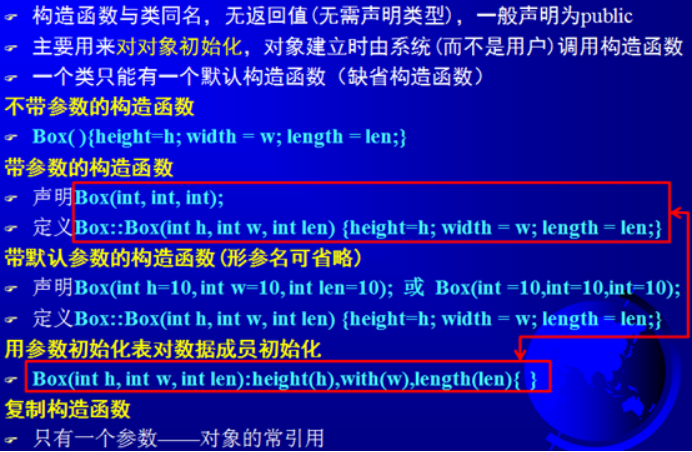 构造函数与类同名，无返回值(无需声明类型)，一般声明为public
主要用来对对象初始化，对象建立时由系统(而不是用户)调用构造函数
一个类只能有一个默认构造函数（缺省构造函数）
不带参数的构造函数
Box( ){height=h; width = w; length = len;}
带参数的构造函数
声明Box(int, int, int);
定义Box::Box(int h, int w, int len) {height=h; width = w; length = len;}
带默认参数的构造函数(形参名可省略)
声明Box(int h=10, int w=10, int len=10); 或 Box(int =10,int=10,int=10);
定义Box::Box(int h, int w, int len) {height=h; width = w; length = len;}
用参数初始化表对数据成员初始化
Box(int h, int w, int len):height(h),with(w),length(len){ }
复制构造函数
只有一个参数——对象的常引用